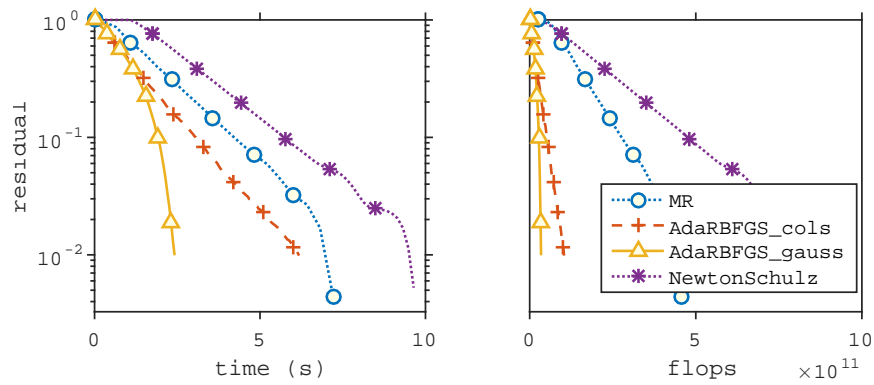 10^0
10^-1
10^-2
residual
0 5 10
time (s)
0 5 10
flops ×10^11
MR
AdaRBFGS_cols
AdaRBFGS_gauss
NewtonSchulz